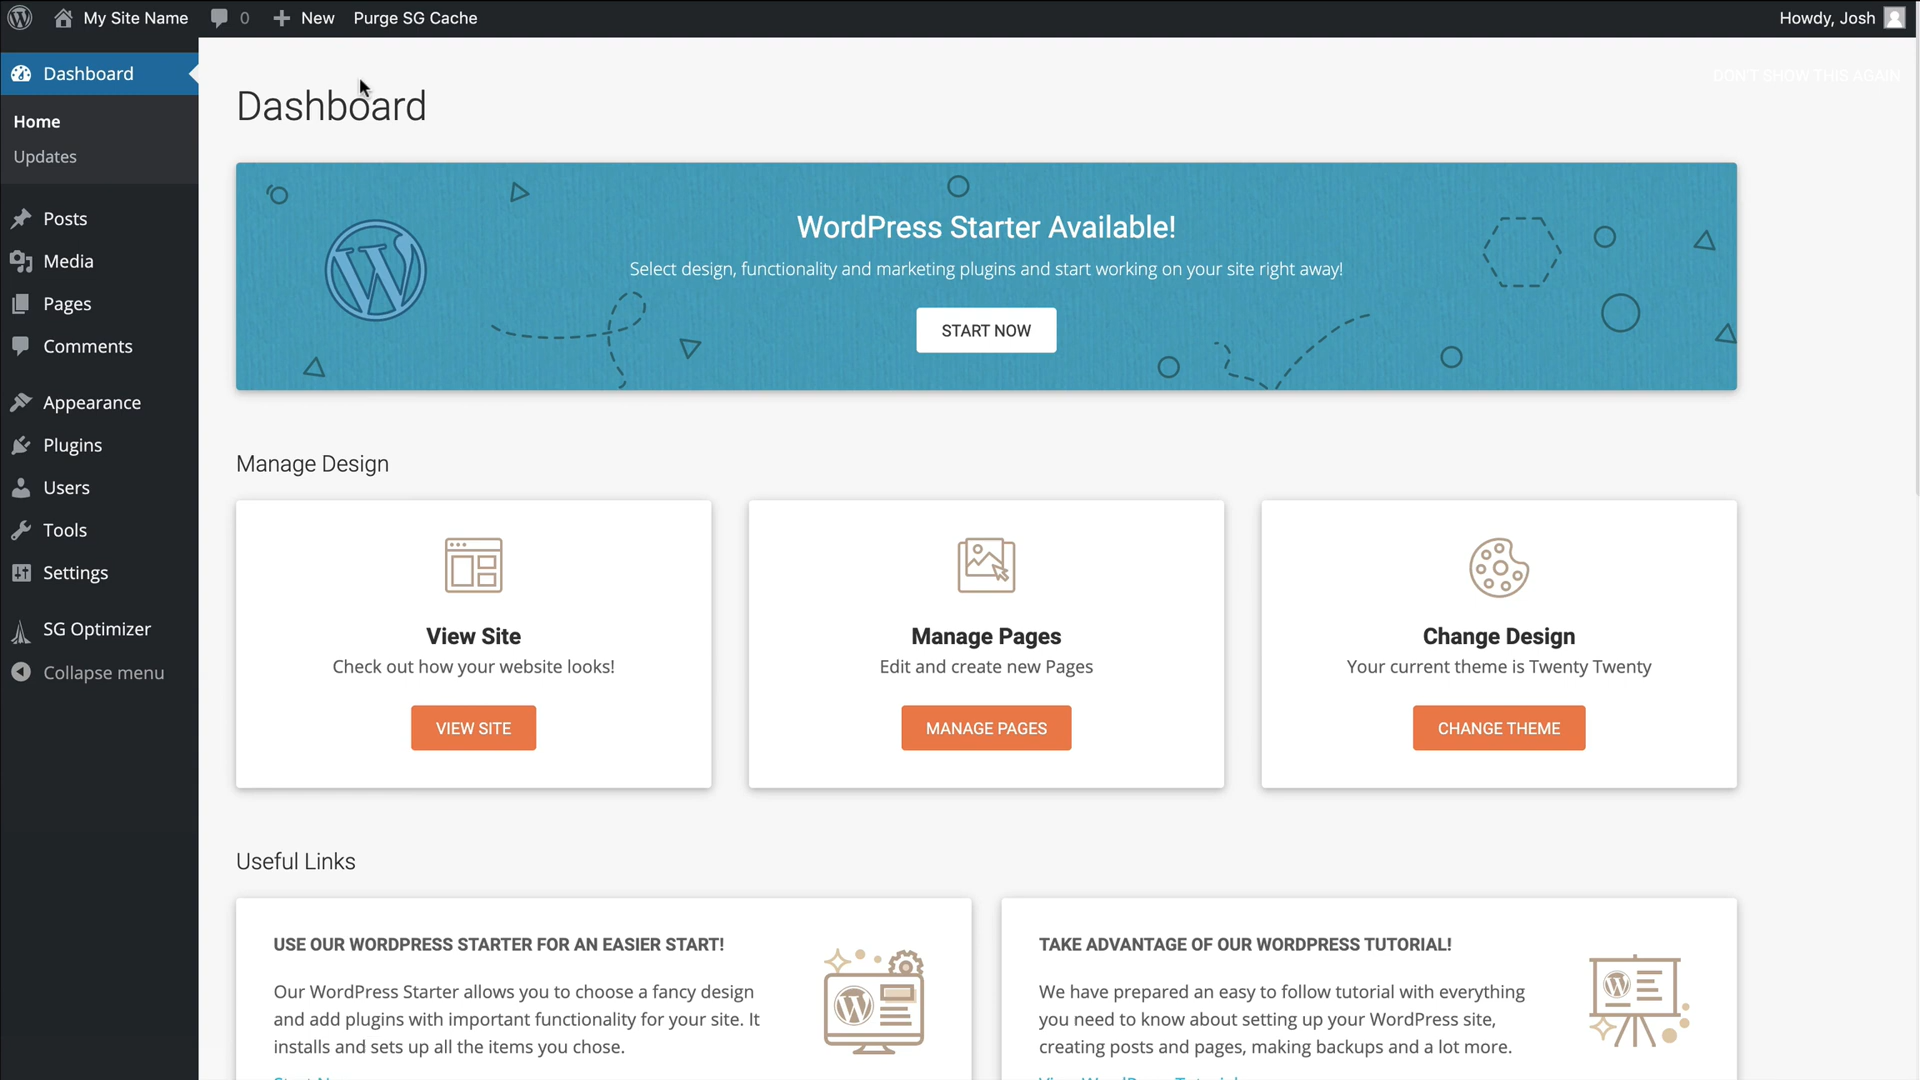 My Site Name
0
New
Purge SG Cache
Howdy, Josh
Dashboard
Home
Updates
Posts
Media
Pages
Comments
Appearance
Plugins
Users
Tools
Settings
SG Optimizer
Collapse menu
DON'T SHOW THIS AGAIN
Dashboard
WordPress Starter Available!
Select design, functionality and marketing plugins and start working on your site right away!
START NOW
Manage Design
View Site
Check out how your website looks!
VIEW SITE
Manage Pages
Edit and create new Pages
MANAGE PAGES
Change Design
Your current theme is Twenty Twenty
CHANGE THEME
Useful Links
USE OUR WORDPRESS STARTER FOR AN EASIER START!
Our WordPress Starter allows you to choose a fancy design
and add plugins with important functionality for your site. It
installs and sets up all the items you chose.
TAKE ADVANTAGE OF OUR WORDPRESS TUTORIAL!
We have prepared an easy to follow tutorial with everything
you need to know about setting up your WordPress site,
creating posts and pages, making backups and a lot more.